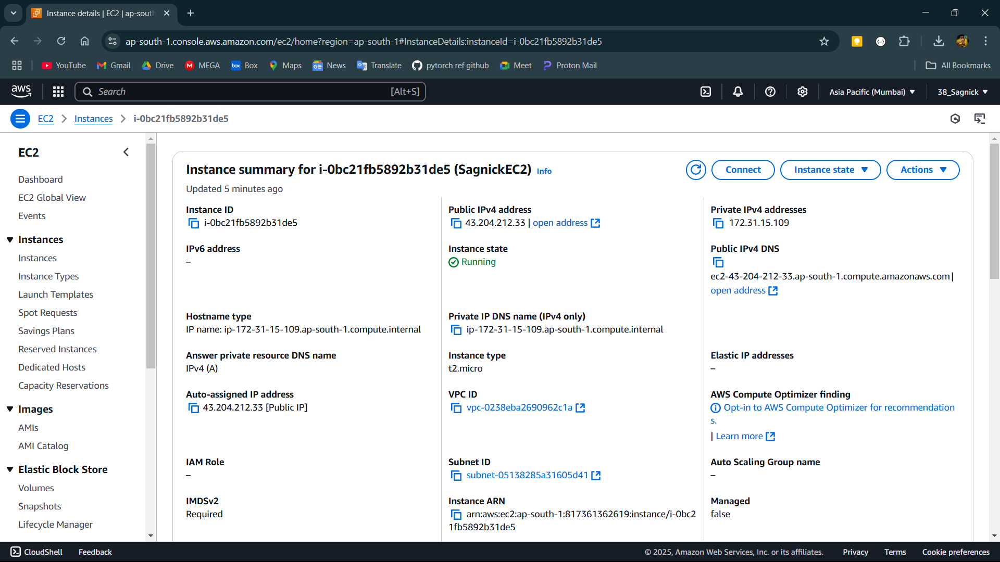 Instance details | EC2 | ap-south
ap-south-1.console.aws.amazon.com/ec2/home?region=ap-south-1#InstanceDetails:instanceId=i-0bc21fb5892b31de5
YouTube
Gmail
Drive
MEGA
box
Box
Maps
News
Translate
pytorch ref github
Meet
Proton Mail
All Bookmarks
aws
Search
[Alt+S]
Asia Pacific (Mumbai)
38_Sagnick
EC2
Instances
i-0bc21fb5892b31de5
EC2
Dashboard
EC2 Global View
Events
Instances
Instances
Instance Types
Launch Templates
Spot Requests
Savings Plans
Reserved Instances
Dedicated Hosts
Capacity Reservations
Images
AMIs
AMI Catalog
Elastic Block Store
Volumes
Snapshots
Lifecycle Manager
Instance summary for i-0bc21fb5892b31de5 (SagnickEC2) Info
Connect
Instance state
Actions
Updated 5 minutes ago
Instance ID
i-0bc21fb5892b31de5
Public IPv4 address
43.204.212.33 | open address
Private IPv4 addresses
172.31.15.109
IPv6 address
–
Instance state
Running
Public IPv4 DNS
ec2-43-204-212-33.ap-south-1.compute.amazonaws.com |
open address
Hostname type
IP name: ip-172-31-15-109.ap-south-1.compute.internal
Private IP DNS name (IPv4 only)
ip-172-31-15-109.ap-south-1.compute.internal
Answer private resource DNS name
IPv4 (A)
Instance type
t2.micro
Elastic IP addresses
–
Auto-assigned IP address
43.204.212.33 [Public IP]
VPC ID
vpc-0238eba2690962c1a
AWS Compute Optimizer finding
Opt-in to AWS Compute Optimizer for recommendation
s.
| Learn more
IAM Role
–
Subnet ID
subnet-05138285a31605d41
Auto Scaling Group name
–
IMDSv2
Required
Instance ARN
arn:aws:ec2:ap-south-1:817361362619:instance/i-0bc2
1fb5892b31de5
Managed
false
CloudShell
Feedback
© 2025, Amazon Web Services, Inc. or its affiliates.
Privacy
Terms
Cookie preferences